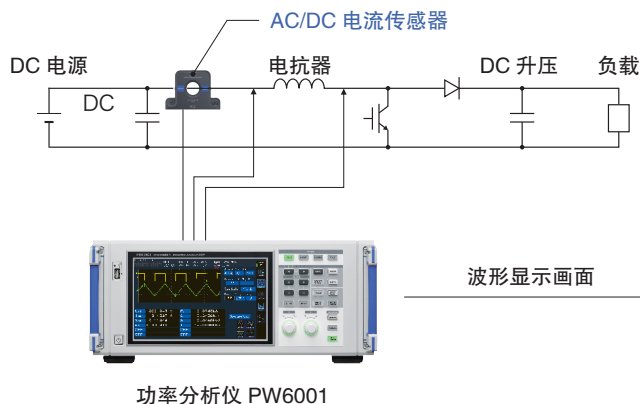 AC/DC 电流传感器
DC 电源
电抗器
DC 升压
负载
DC
波形显示画面
功率分析仪 PW6001